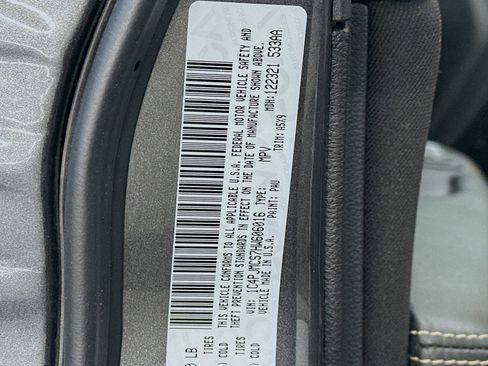 0 LB
TIRES
COLD
TIRES
COLD
THIS VEHICLE CONFORMS TO ALL APPLICABLE U.S.A. FEDERAL MOTOR VEHICLE SAFETY AND
THEFT PREVENTION STANDARDS IN EFFECT ON THE DATE OF MANUFACTURE SHOWN ABOVE.
VIN: 1C4PJMCS7HW606016 TYPE: MPV MDH: 122321 533AA
VEHICLE MADE IN U.S.A. PAINT: PAU TRIM: A5X9